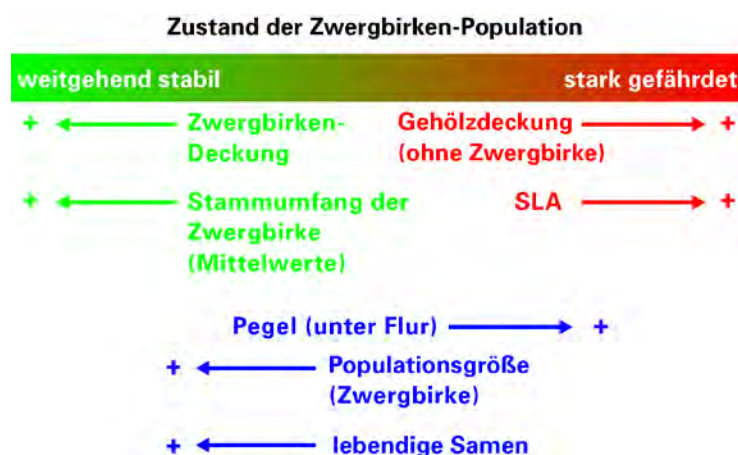 Zustand der Zwergbirken-Population
weitgehend stabil stark gefährdet
+ Zwergbirken- Gehölzdeckung +
Deckung (ohne Zwergbirke)
+ Stammumfang der SLA +
Zwergbirke
(Mittelwerte)
Pegel (unter Flur) +
+ Populationsgröße
(Zwergbirke)
+ lebendige Samen